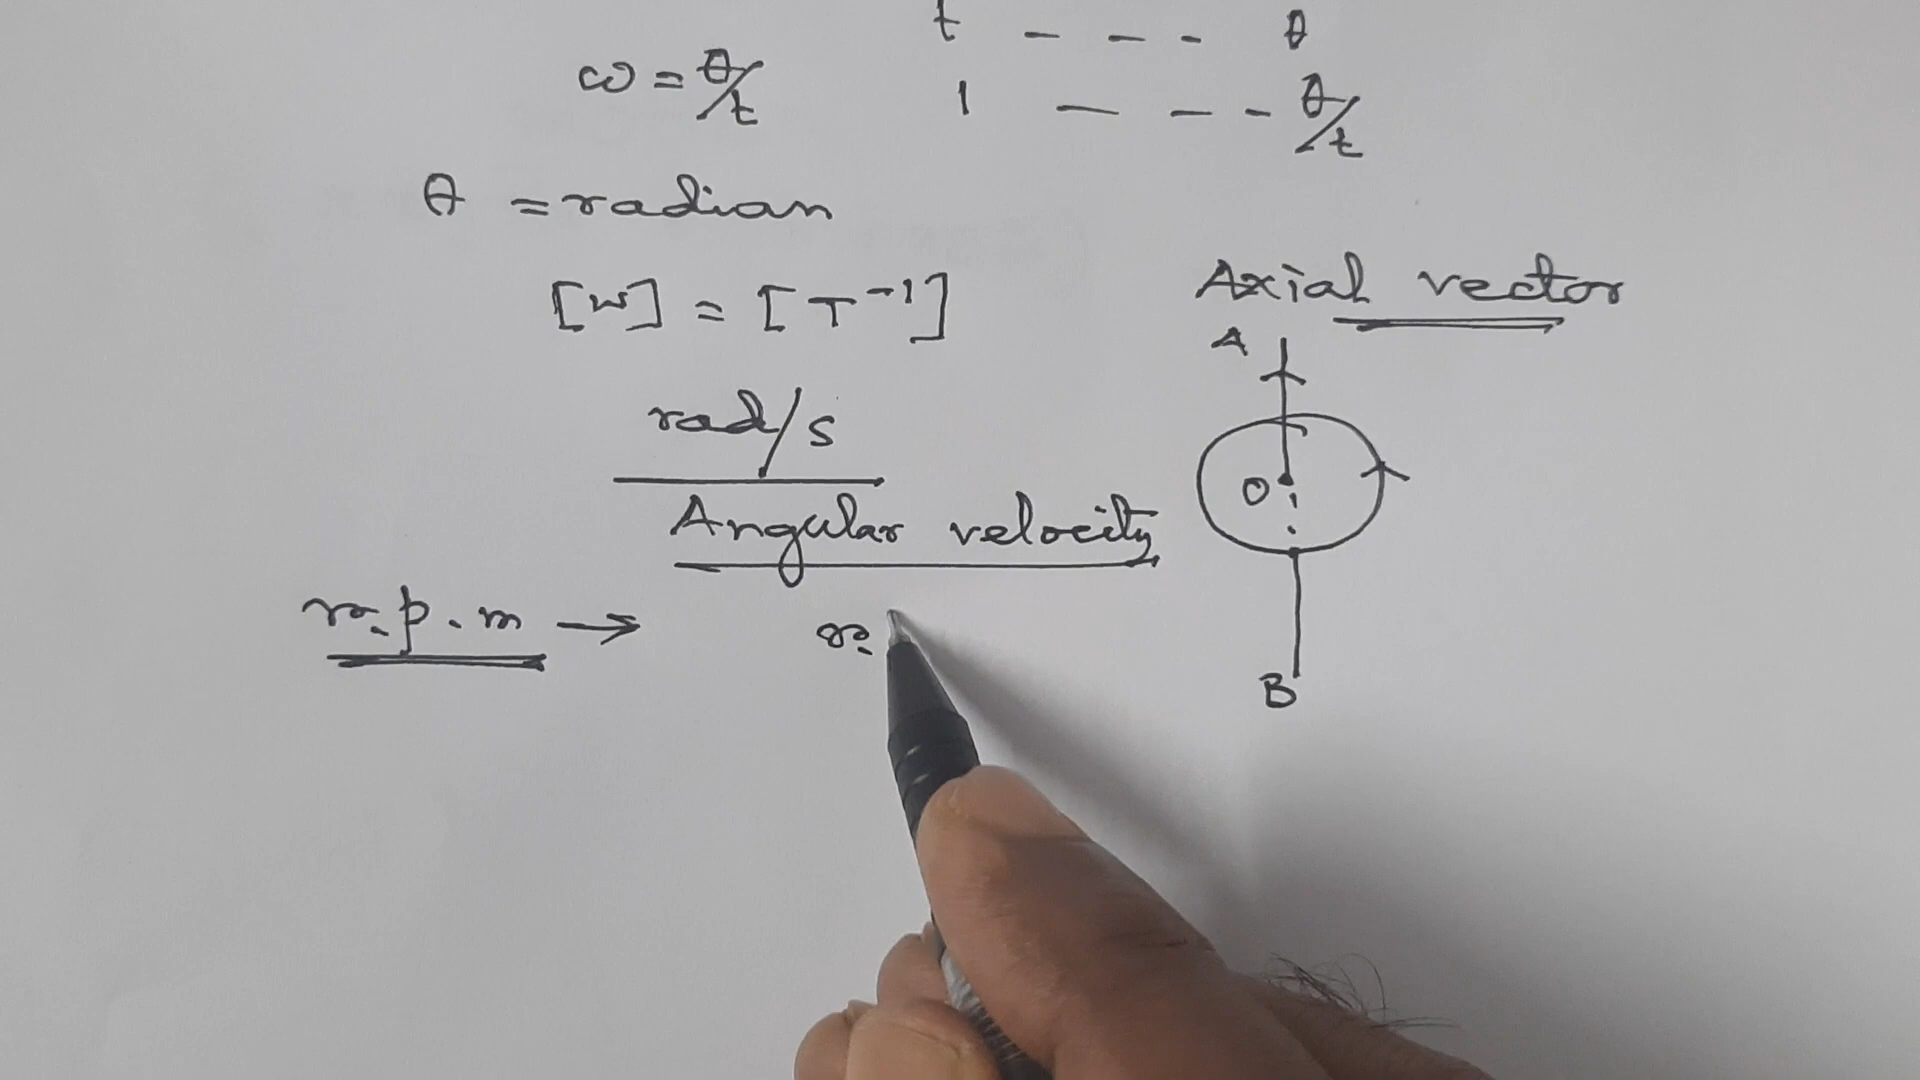 t - - - θ
ω = θ/t
1 - - - θ/t
θ = radian
[w] = [T⁻¹]
Axial vector
A
rad/s
O
Angular velocity
r.p.m → r.
B